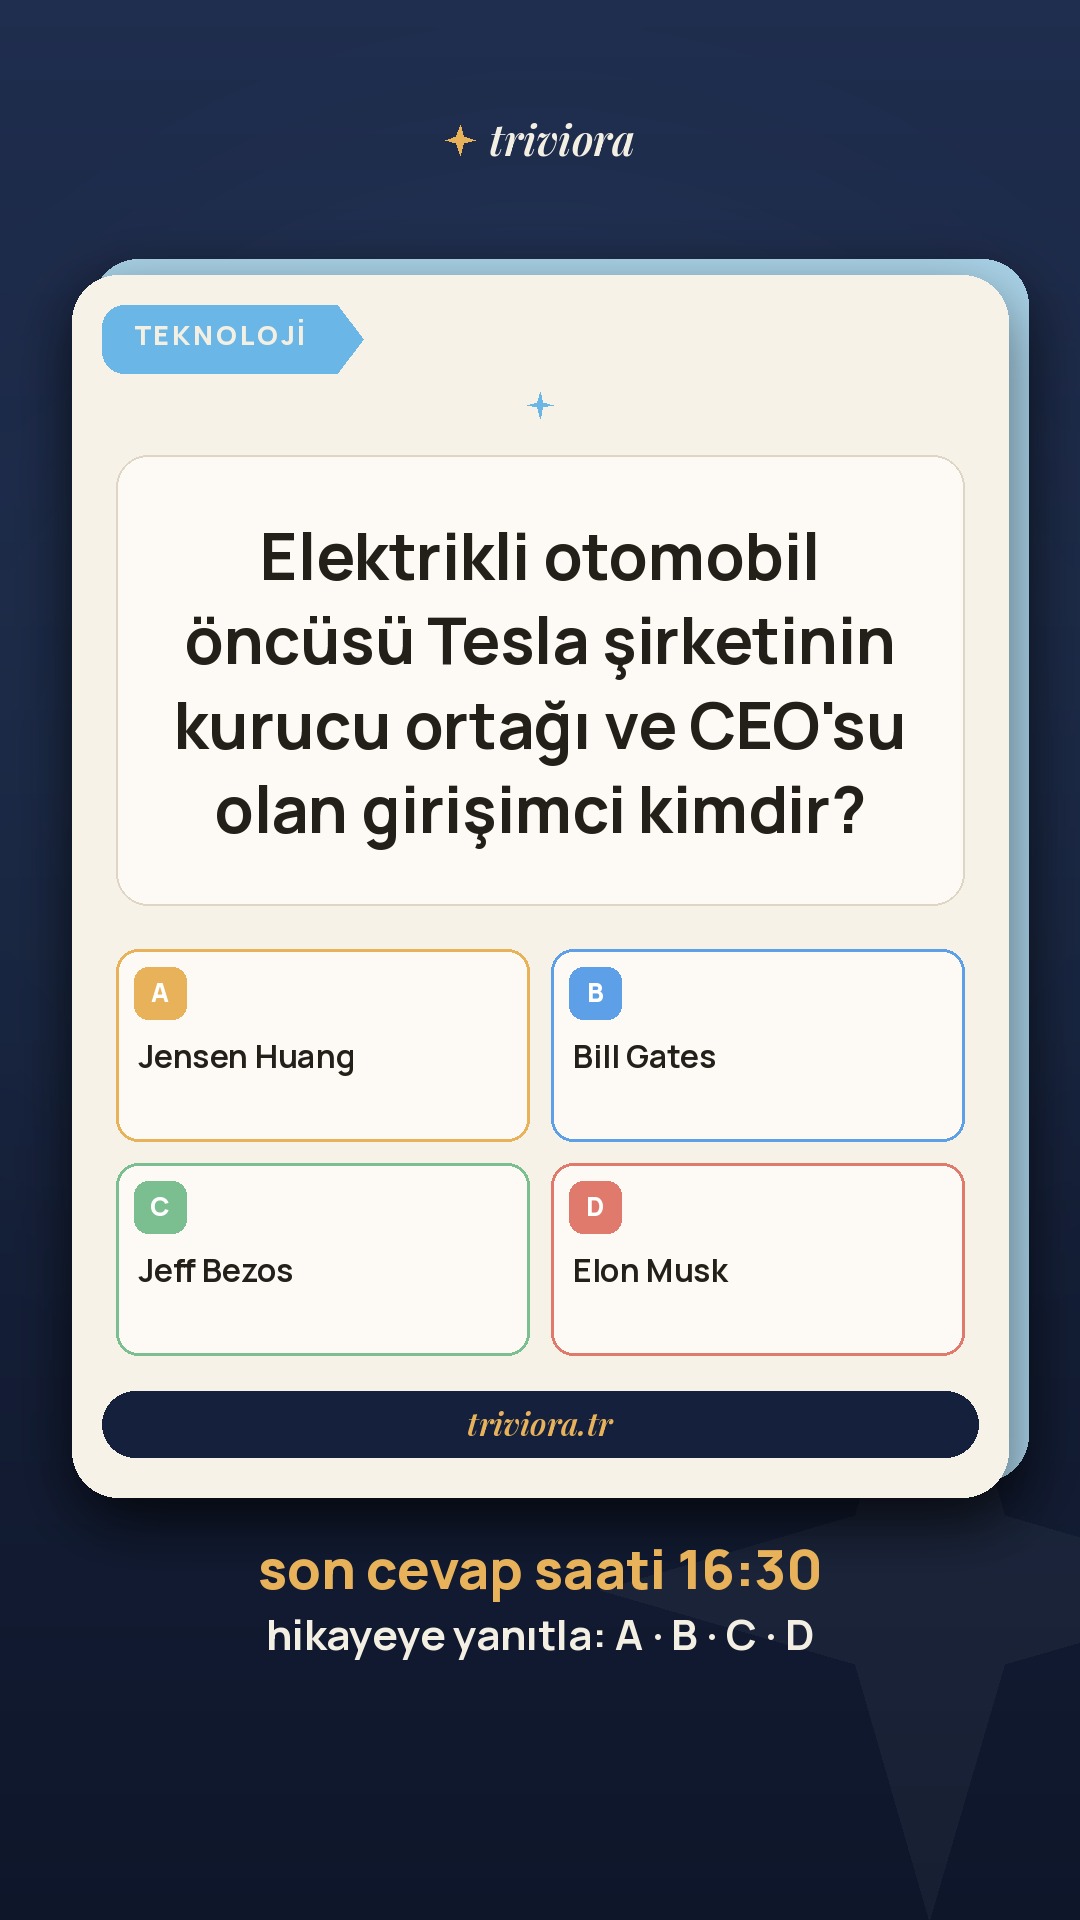 triviora
TEKNOLOJİ
Elektrikli otomobil
öncüsü Tesla şirketinin
kurucu ortağı ve CEO'su
olan girişimci kimdir?
A
Jensen Huang
B
Bill Gates
C
Jeff Bezos
D
Elon Musk
triviora.tr
son cevap saati 16:30
hikayeye yanıtla: A · B · C · D